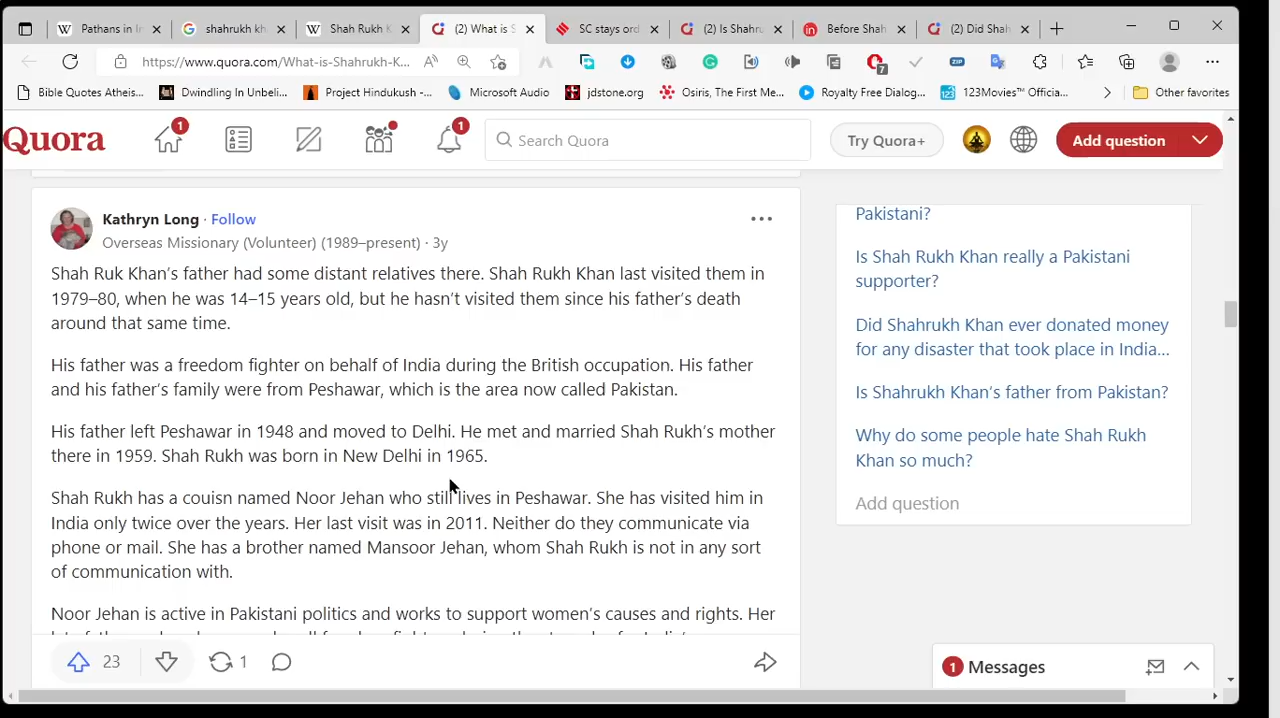 Pathans in In
shahrukh kh
Shah Rukh K
(2) What is S
SC stays ord
(2) Is Shahru
Before Shah
(2) Did Shah
https://www.quora.com/What-is-Shahrukh-K...
7
ZIP
Bible Quotes Atheis...
Dwindling In Unbeli...
Project Hindukush -...
Microsoft Audio
jdstone.org
Osiris, The First Me...
Royalty Free Dialog...
123Movies™ Officia...
Other favorites
Quora
1
1
Search Quora
Try Quora+
Add question
Kathryn Long · Follow
Overseas Missionary (Volunteer) (1989–present) · 3y
Shah Ruk Khan's father had some distant relatives there. Shah Rukh Khan last visited them in
1979–80, when he was 14–15 years old, but he hasn't visited them since his father's death
around that same time.
His father was a freedom fighter on behalf of India during the British occupation. His father
and his father's family were from Peshawar, which is the area now called Pakistan.
His father left Peshawar in 1948 and moved to Delhi. He met and married Shah Rukh's mother
there in 1959. Shah Rukh was born in New Delhi in 1965.
Shah Rukh has a couisn named Noor Jehan who still lives in Peshawar. She has visited him in
India only twice over the years. Her last visit was in 2011. Neither do they communicate via
phone or mail. She has a brother named Mansoor Jehan, whom Shah Rukh is not in any sort
of communication with.
Noor Jehan is active in Pakistani politics and works to support women's causes and rights. Her
23
1
Pakistani?
Is Shah Rukh Khan really a Pakistani
supporter?
Did Shahrukh Khan ever donated money
for any disaster that took place in India...
Is Shahrukh Khan's father from Pakistan?
Why do some people hate Shah Rukh
Khan so much?
Add question
1 Messages